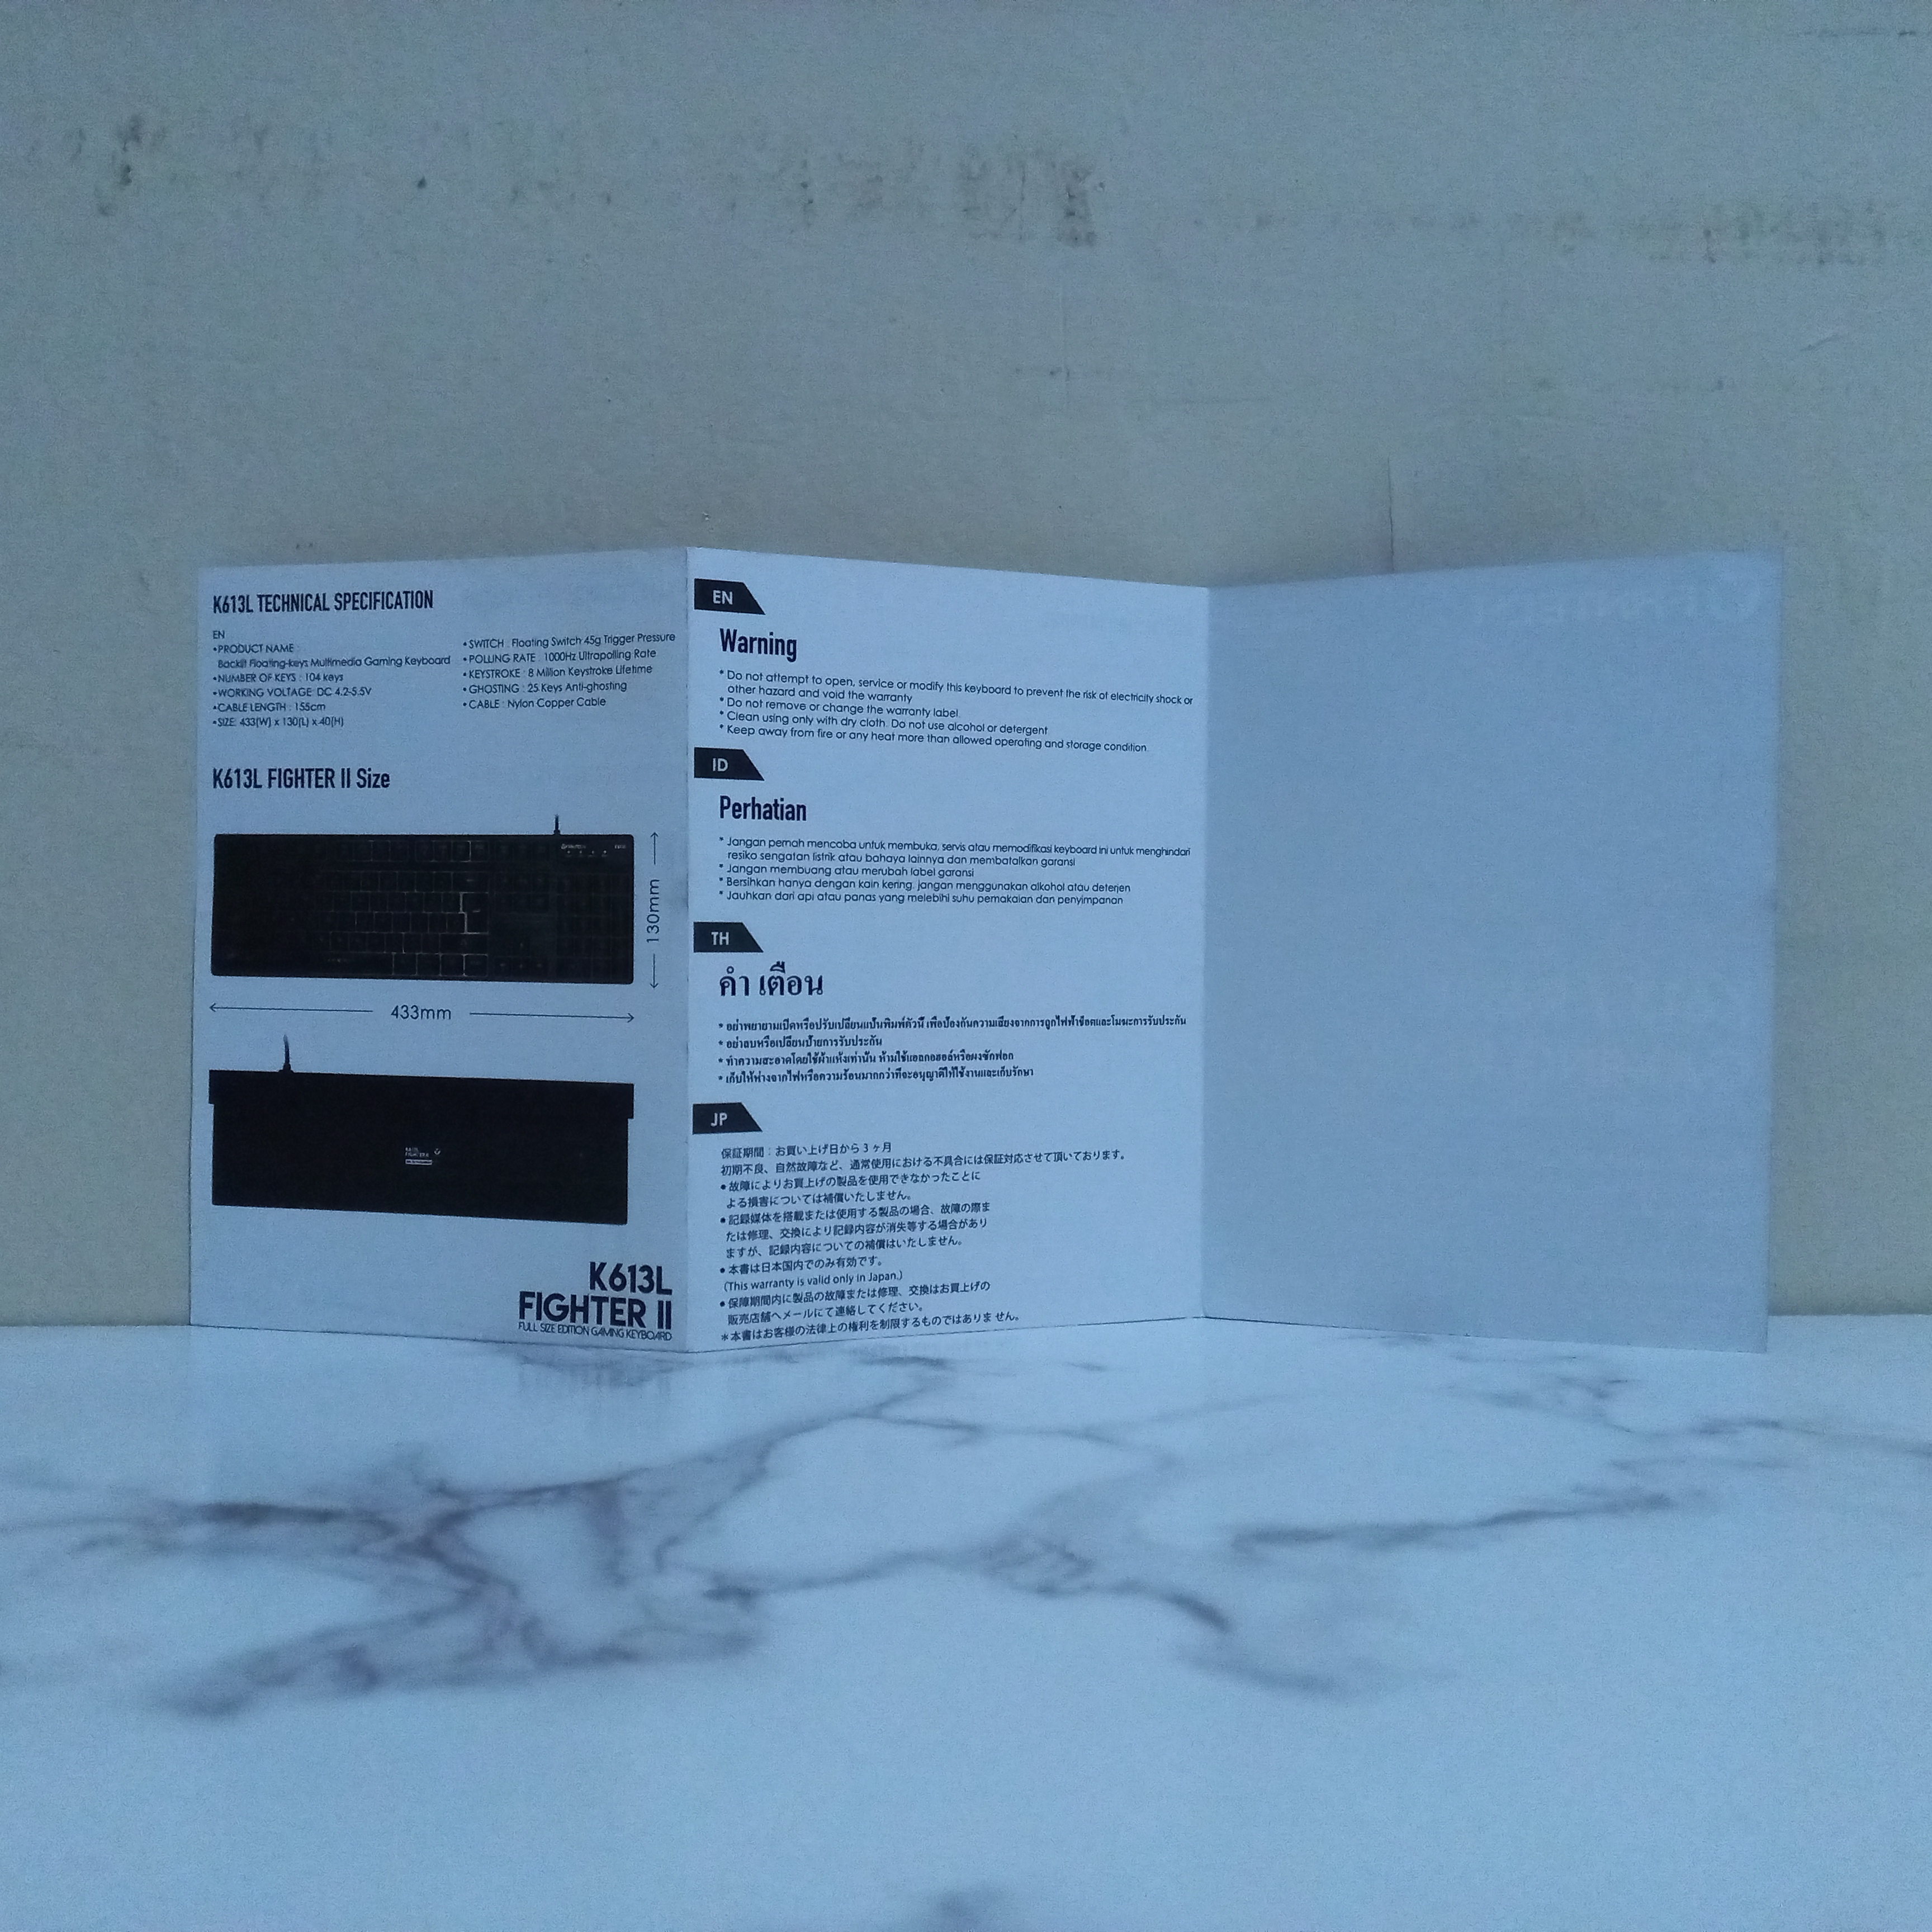 K613L TECHNICAL SPECIFICATION
EN
•PRODUCT NAME :
Backlit Floating-keys Multimedia Gaming Keyboard
•NUMBER OF KEYS : 104 keys
•WORKING VOLTAGE: DC 4.2-5.5V
•CABLE LENGTH : 155cm
•SIZE: 433(W) x 130(L) x 40(H)
•SWITCH : Floating Switch 45g Trigger Pressure
•POLLING RATE : 1000Hz Ultrapolling Rate
•KEYSTROKE : 8 Million Keystroke Lifetime
•GHOSTING : 25 Keys Anti-ghosting
•CABLE : Nylon Copper Cable
K613L FIGHTER II Size
130mm
433mm
K613L
FIGHTER II
FULL SIZE EDITION GAMING KEYBOARD
EN
Warning
* Do not attempt to open, service or modify this keyboard to prevent the risk of electricity shock or
other hazard and void the warranty
* Do not remove or change the warranty label.
* Clean using only with dry cloth. Do not use alcohol or detergent
* Keep away from fire or any heat more than allowed operating and storage condition
ID
Perhatian
* Jangan pernah mencoba untuk membuka, servis atau memodifikasi keyboard ini untuk menghindari
resiko sengatan listrik atau bahaya lainnya dan membatalkan garansi
* Jangan membuang atau merubah label garansi
* Bersihkan hanya dengan kain kering, jangan menggunakan alkohol atau deterjen
* Jauhkan dari api atau panas yang melebihi suhu pemakaian dan penyimpanan
TH
คำ เตือน
* อย่าพยายามเปิดหรือปรับเปลี่ยนแป้นพิมพ์ตัวนี้ เพื่อป้องกันความเสี่ยงจากการถูกไฟฟ้าช็อตและโมฆะการรับประกัน
* อย่าลบหรือเปลี่ยนป้ายการรับประกัน
* ทำความสะอาดโดยใช้ผ้าแห้งเท่านั้น ห้ามใช้แอลกอฮอล์หรือผงซักฟอก
* เก็บให้ห่างจากไฟหรือความร้อนมากกว่าที่จะอนุญาติให้ใช้งานและเก็บรักษา
JP
保証期間：お買い上げ日から 3 ヶ月
初期不良、自然故障など、通常使用における不具合には保証対応させて頂いております。
● 故障によりお買上げの製品を使用できなかったことに
よる損害については補償いたしません。
● 記録媒体を搭載または使用する製品の場合、故障の際ま
たは修理、交換により記録内容が消失等する場合があり
ますが、記録内容についての補償はいたしません。
● 本書は日本国内でのみ有効です。
(This warranty is valid only in Japan.)
● 保障期間内に製品の故障または修理、交換はお買上げの
販売店舗へメールにて連絡してください。
＊本書はお客様の法律上の権利を制限するものではありま せん。